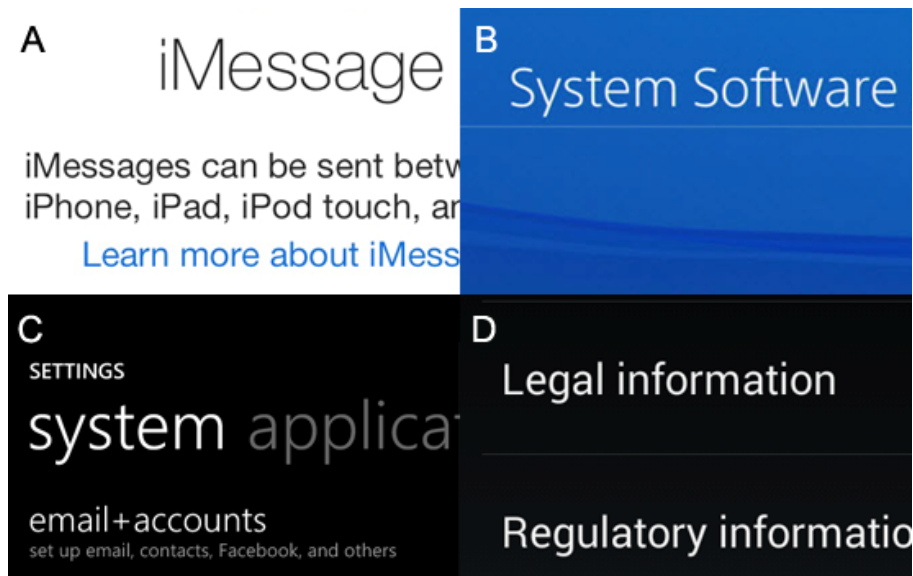 A
iMessage
iMessages can be sent betw
iPhone, iPad, iPod touch, an
Learn more about iMess
B
System Software
C
SETTINGS
system applicat
email+accounts
set up email, contacts, Facebook, and others
D
Legal information
Regulatory informatio